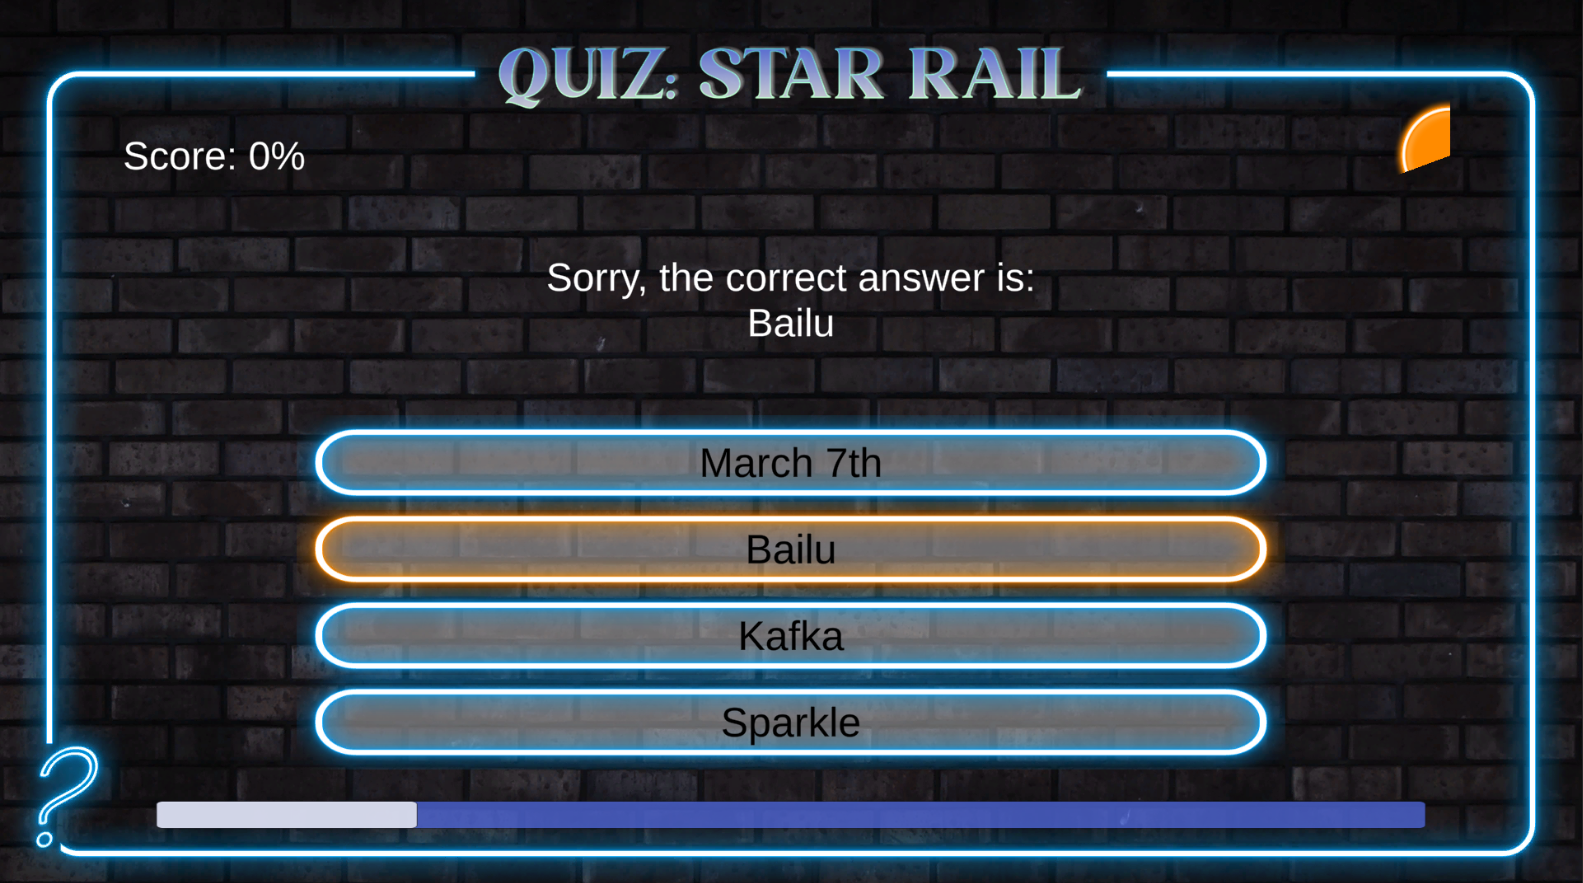 QUIZ: STAR RAIL
Score: 0%
Sorry, the correct answer is:
Bailu
March 7th
Bailu
Kafka
Sparkle
?